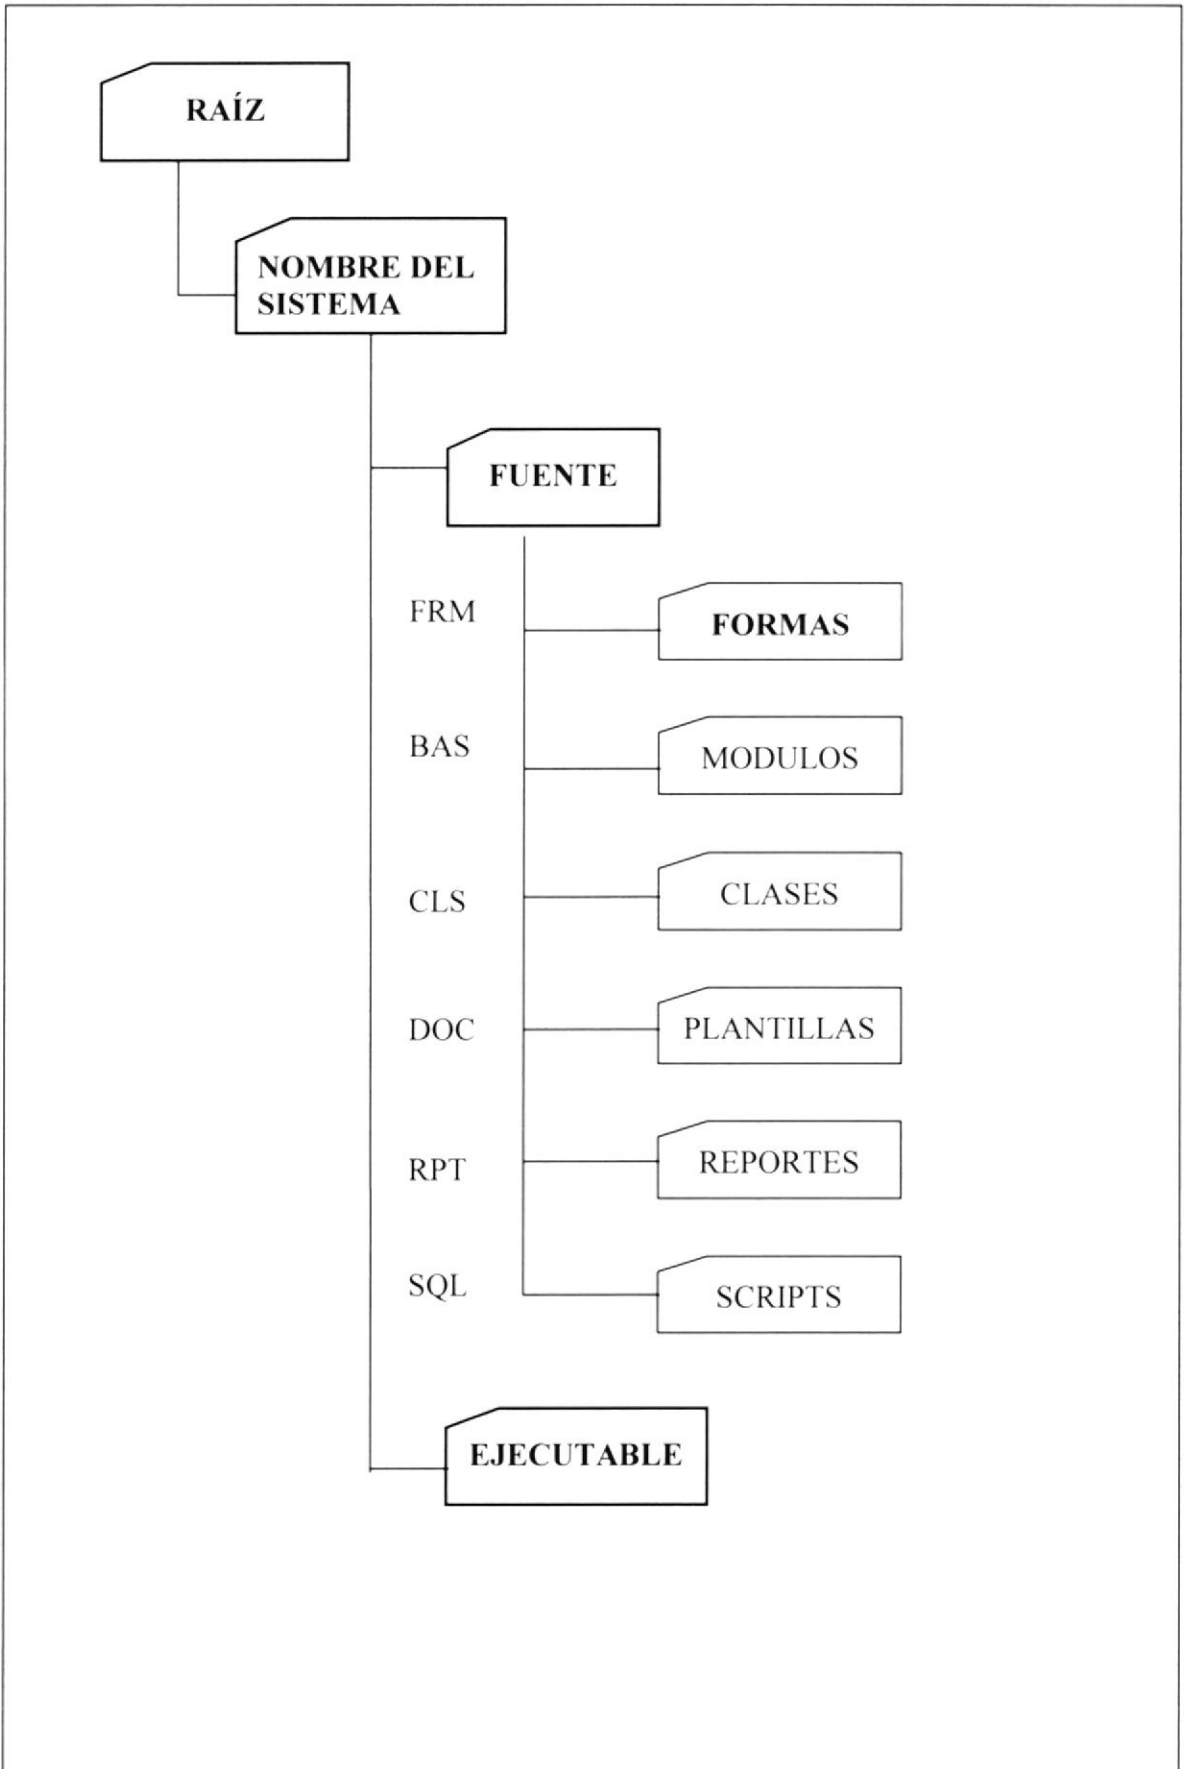 RAÍZ
NOMBRE DEL
SISTEMA
FUENTE
FRM
FORMAS
BAS
MODULOS
CLS
CLASES
DOC
PLANTILLAS
RPT
REPORTES
SQL
SCRIPTS
EJECUTABLE